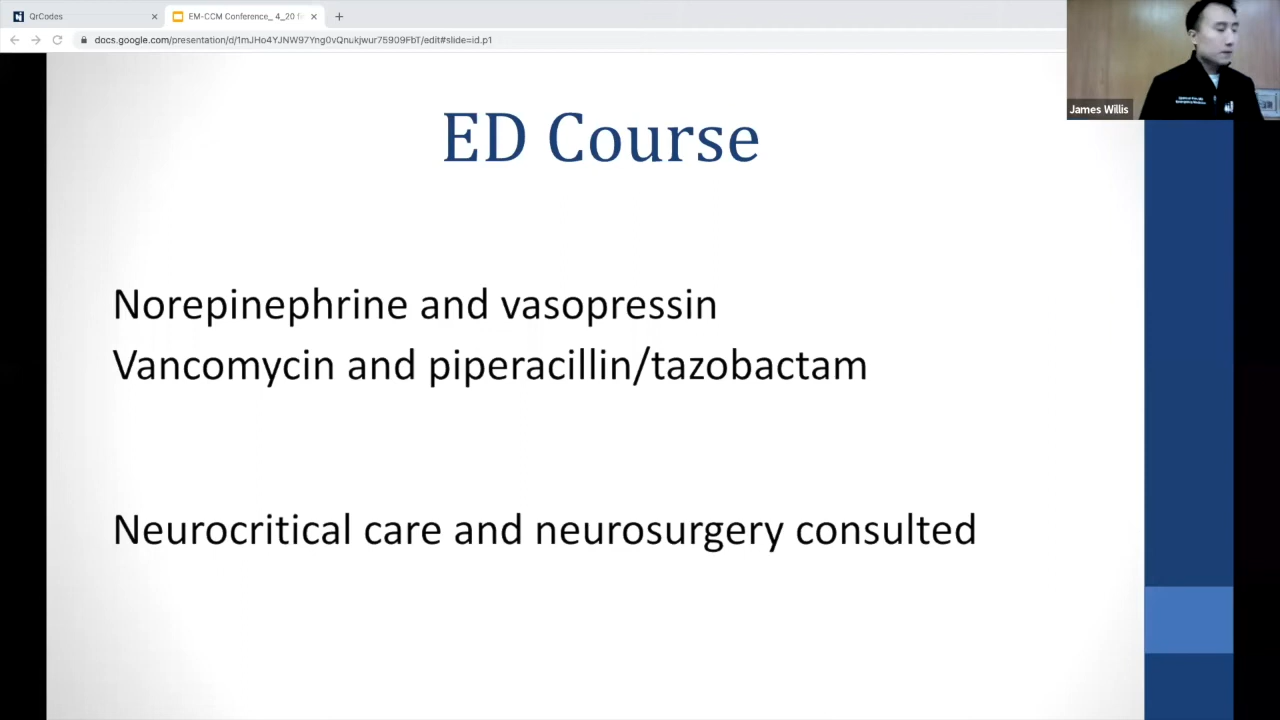 QrCodes
EM-CCM Conference_ 4_20 f
docs.google.com/presentation/d/1mJHo4YJNW97Yng0vQnukjwur75909FbT/edit#slide=id.p1
James Willis
ED Course
Norepinephrine and vasopressin
Vancomycin and piperacillin/tazobactam
Neurocritical care and neurosurgery consulted